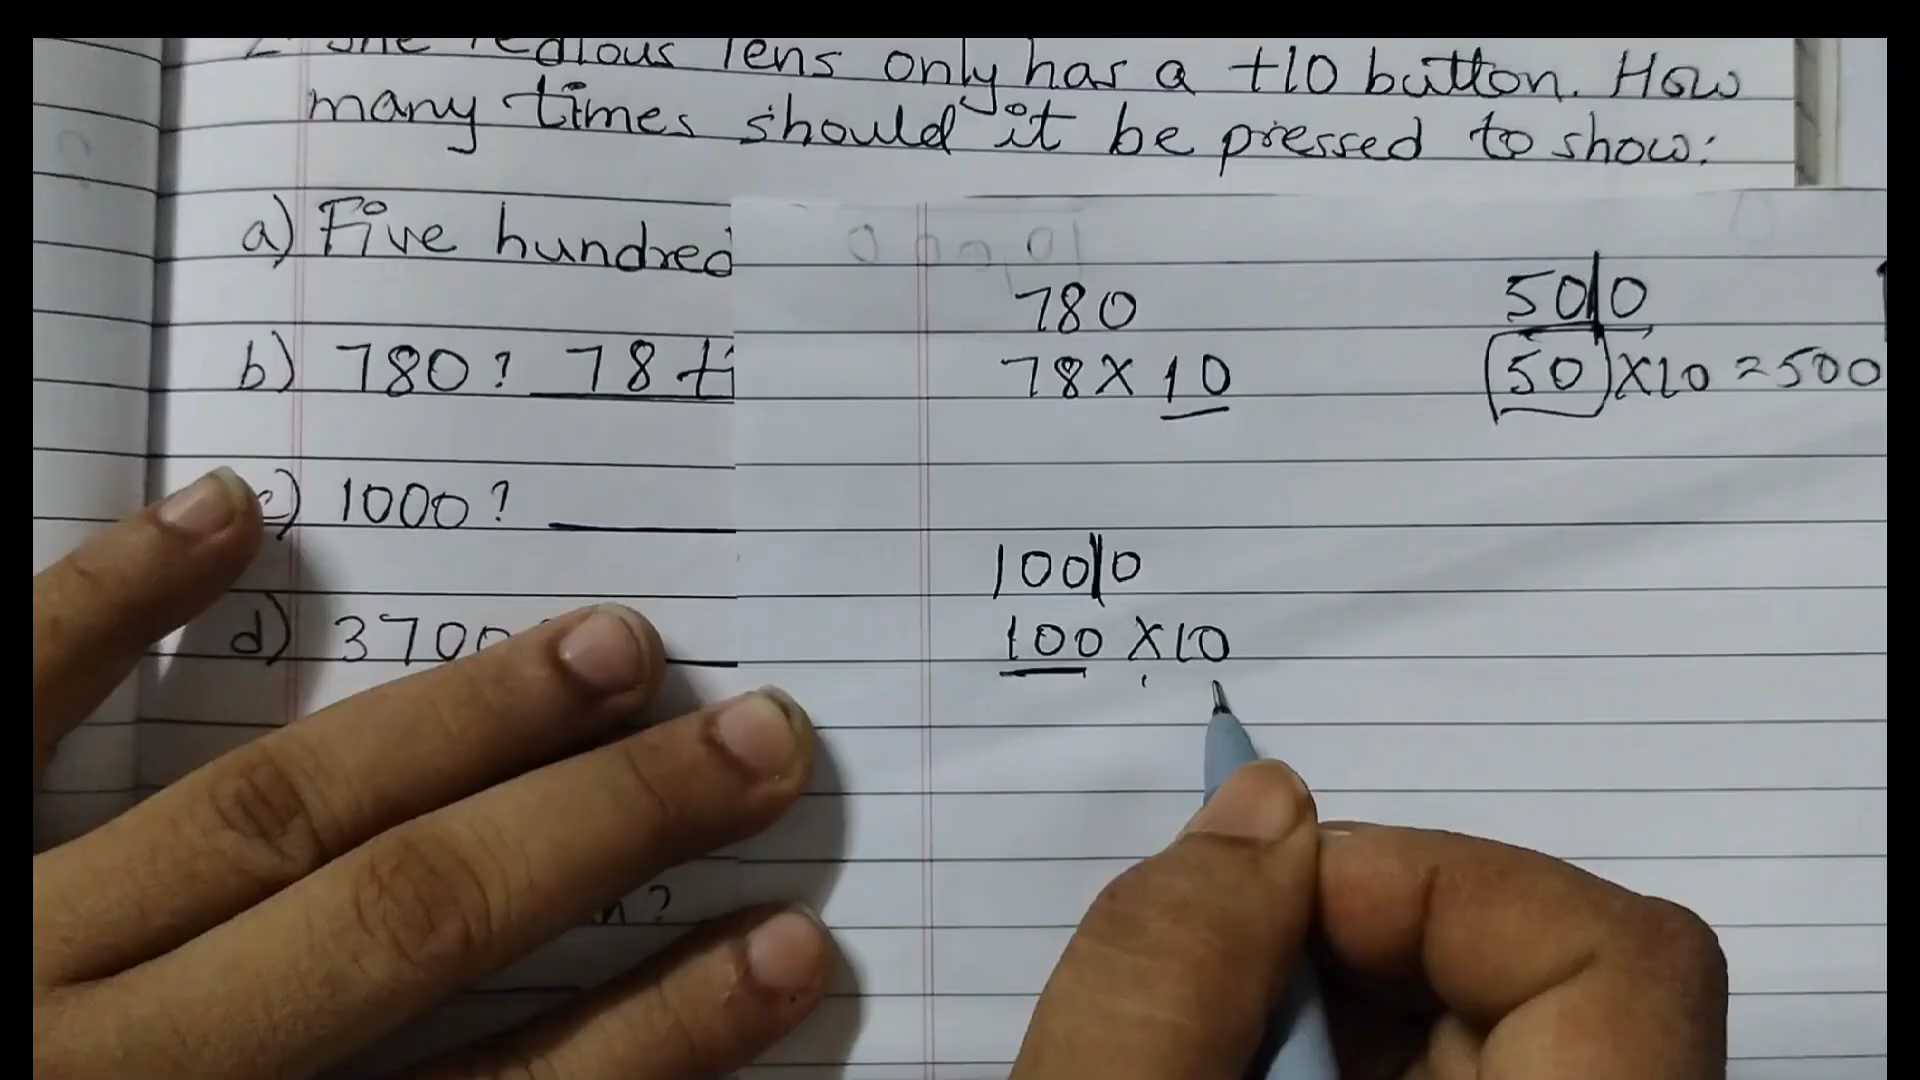 Tedious Tens only has a +10 button. How
many times should it be pressed to show:
a) Five hundred
b) 780? 78
c) 1000?
d) 3700
780
78 X 10
500
50 X 10 = 500
1000
100 X 10